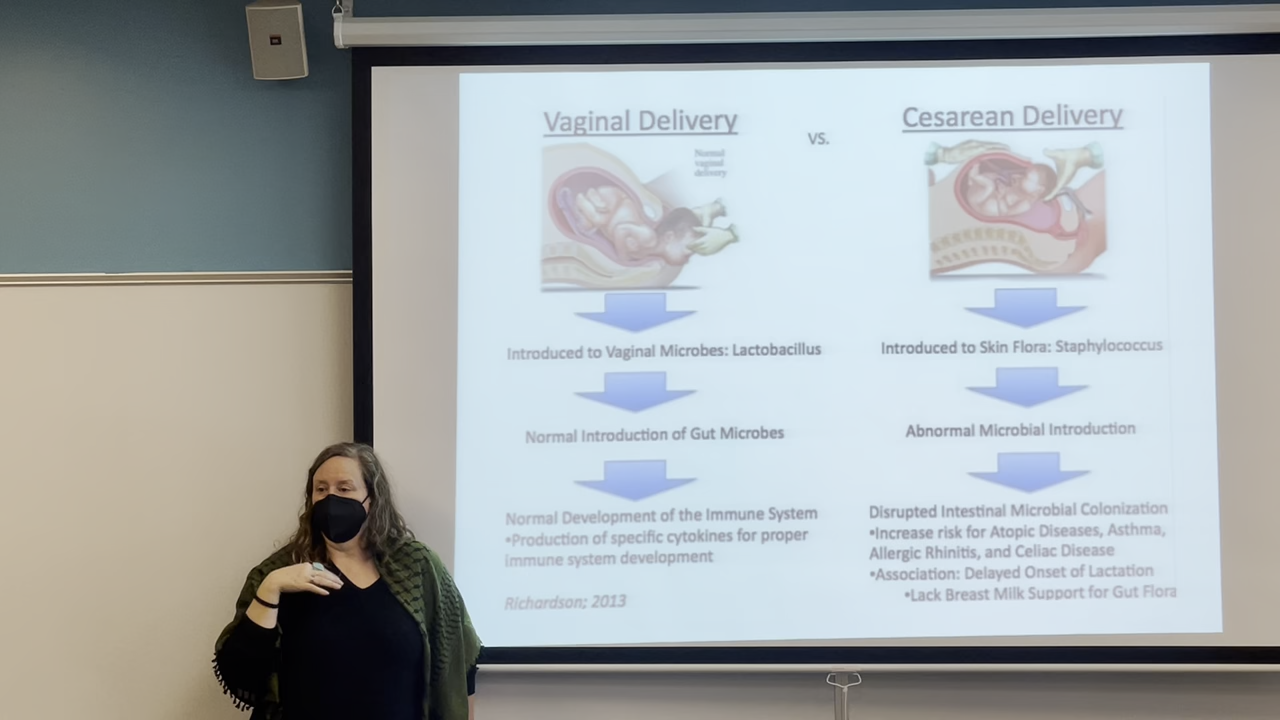 Vaginal Delivery
vs.
Cesarean Delivery
Normal
vaginal
delivery
Introduced to Vaginal Microbes: Lactobacillus
Normal Introduction of Gut Microbes
Normal Development of the Immune System
•Production of specific cytokines for proper
immune system development
Richardson; 2013
Introduced to Skin Flora: Staphylococcus
Abnormal Microbial Introduction
Disrupted Intestinal Microbial Colonization
•Increase risk for Atopic Diseases, Asthma,
Allergic Rhinitis, and Celiac Disease
•Association: Delayed Onset of Lactation
•Lack Breast Milk Support for Gut Flora